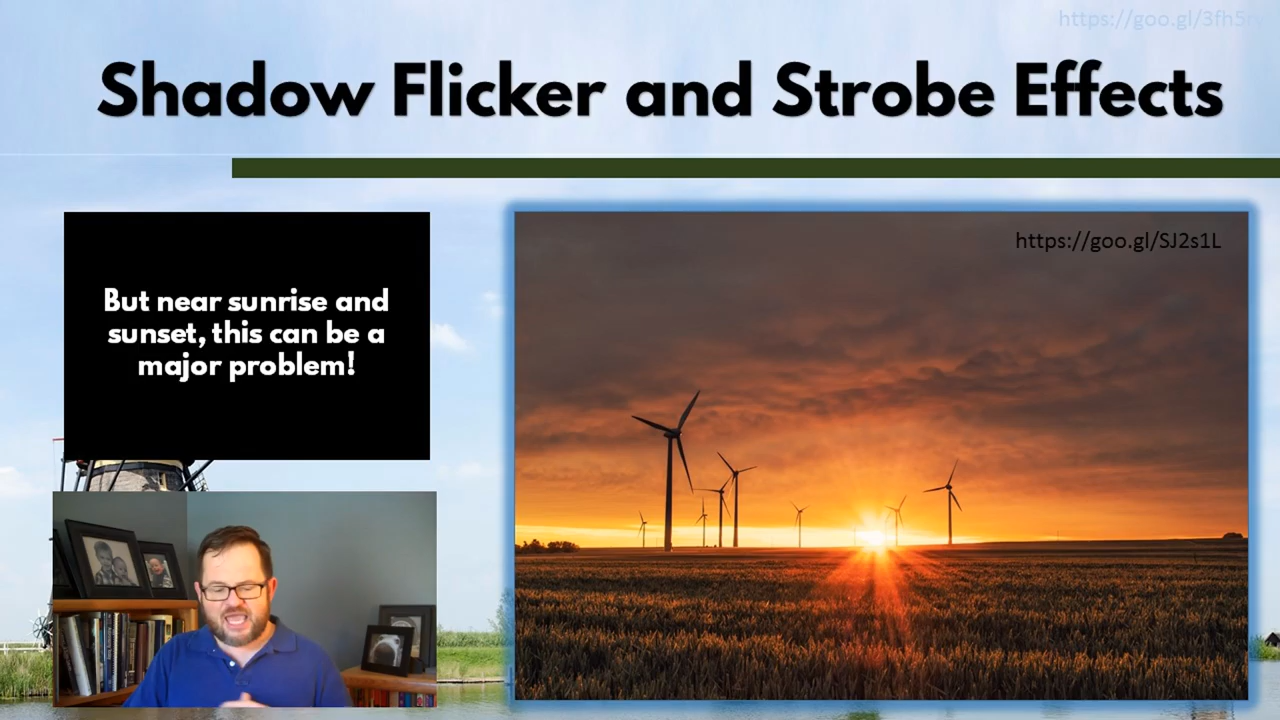 Shadow Flicker and Strobe Effects
But near sunrise and
sunset, this can be a
major problem!
https://goo.gl/SJ2s1L